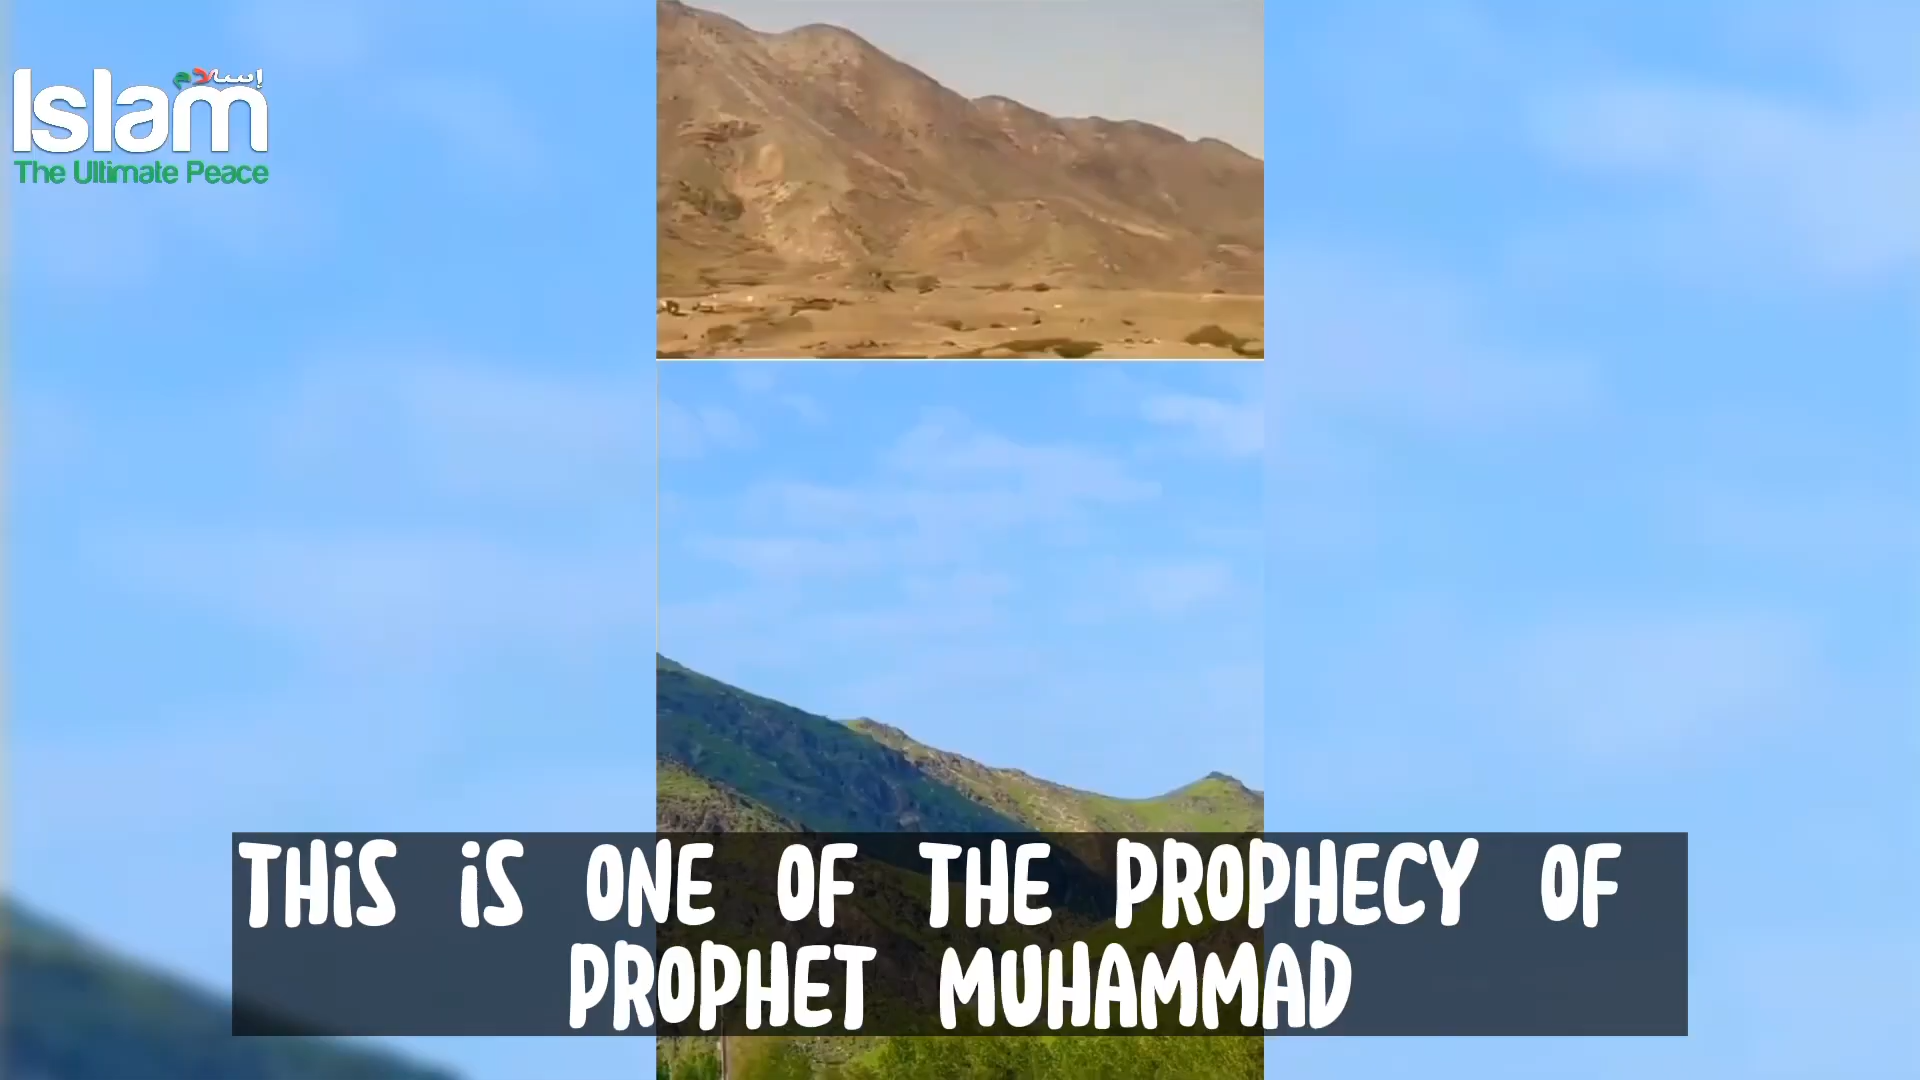 إسلام
Islam
The Ultimate Peace
THiS iS ONE OF THE PROPHECY OF
PROPHET MUHAMMAD